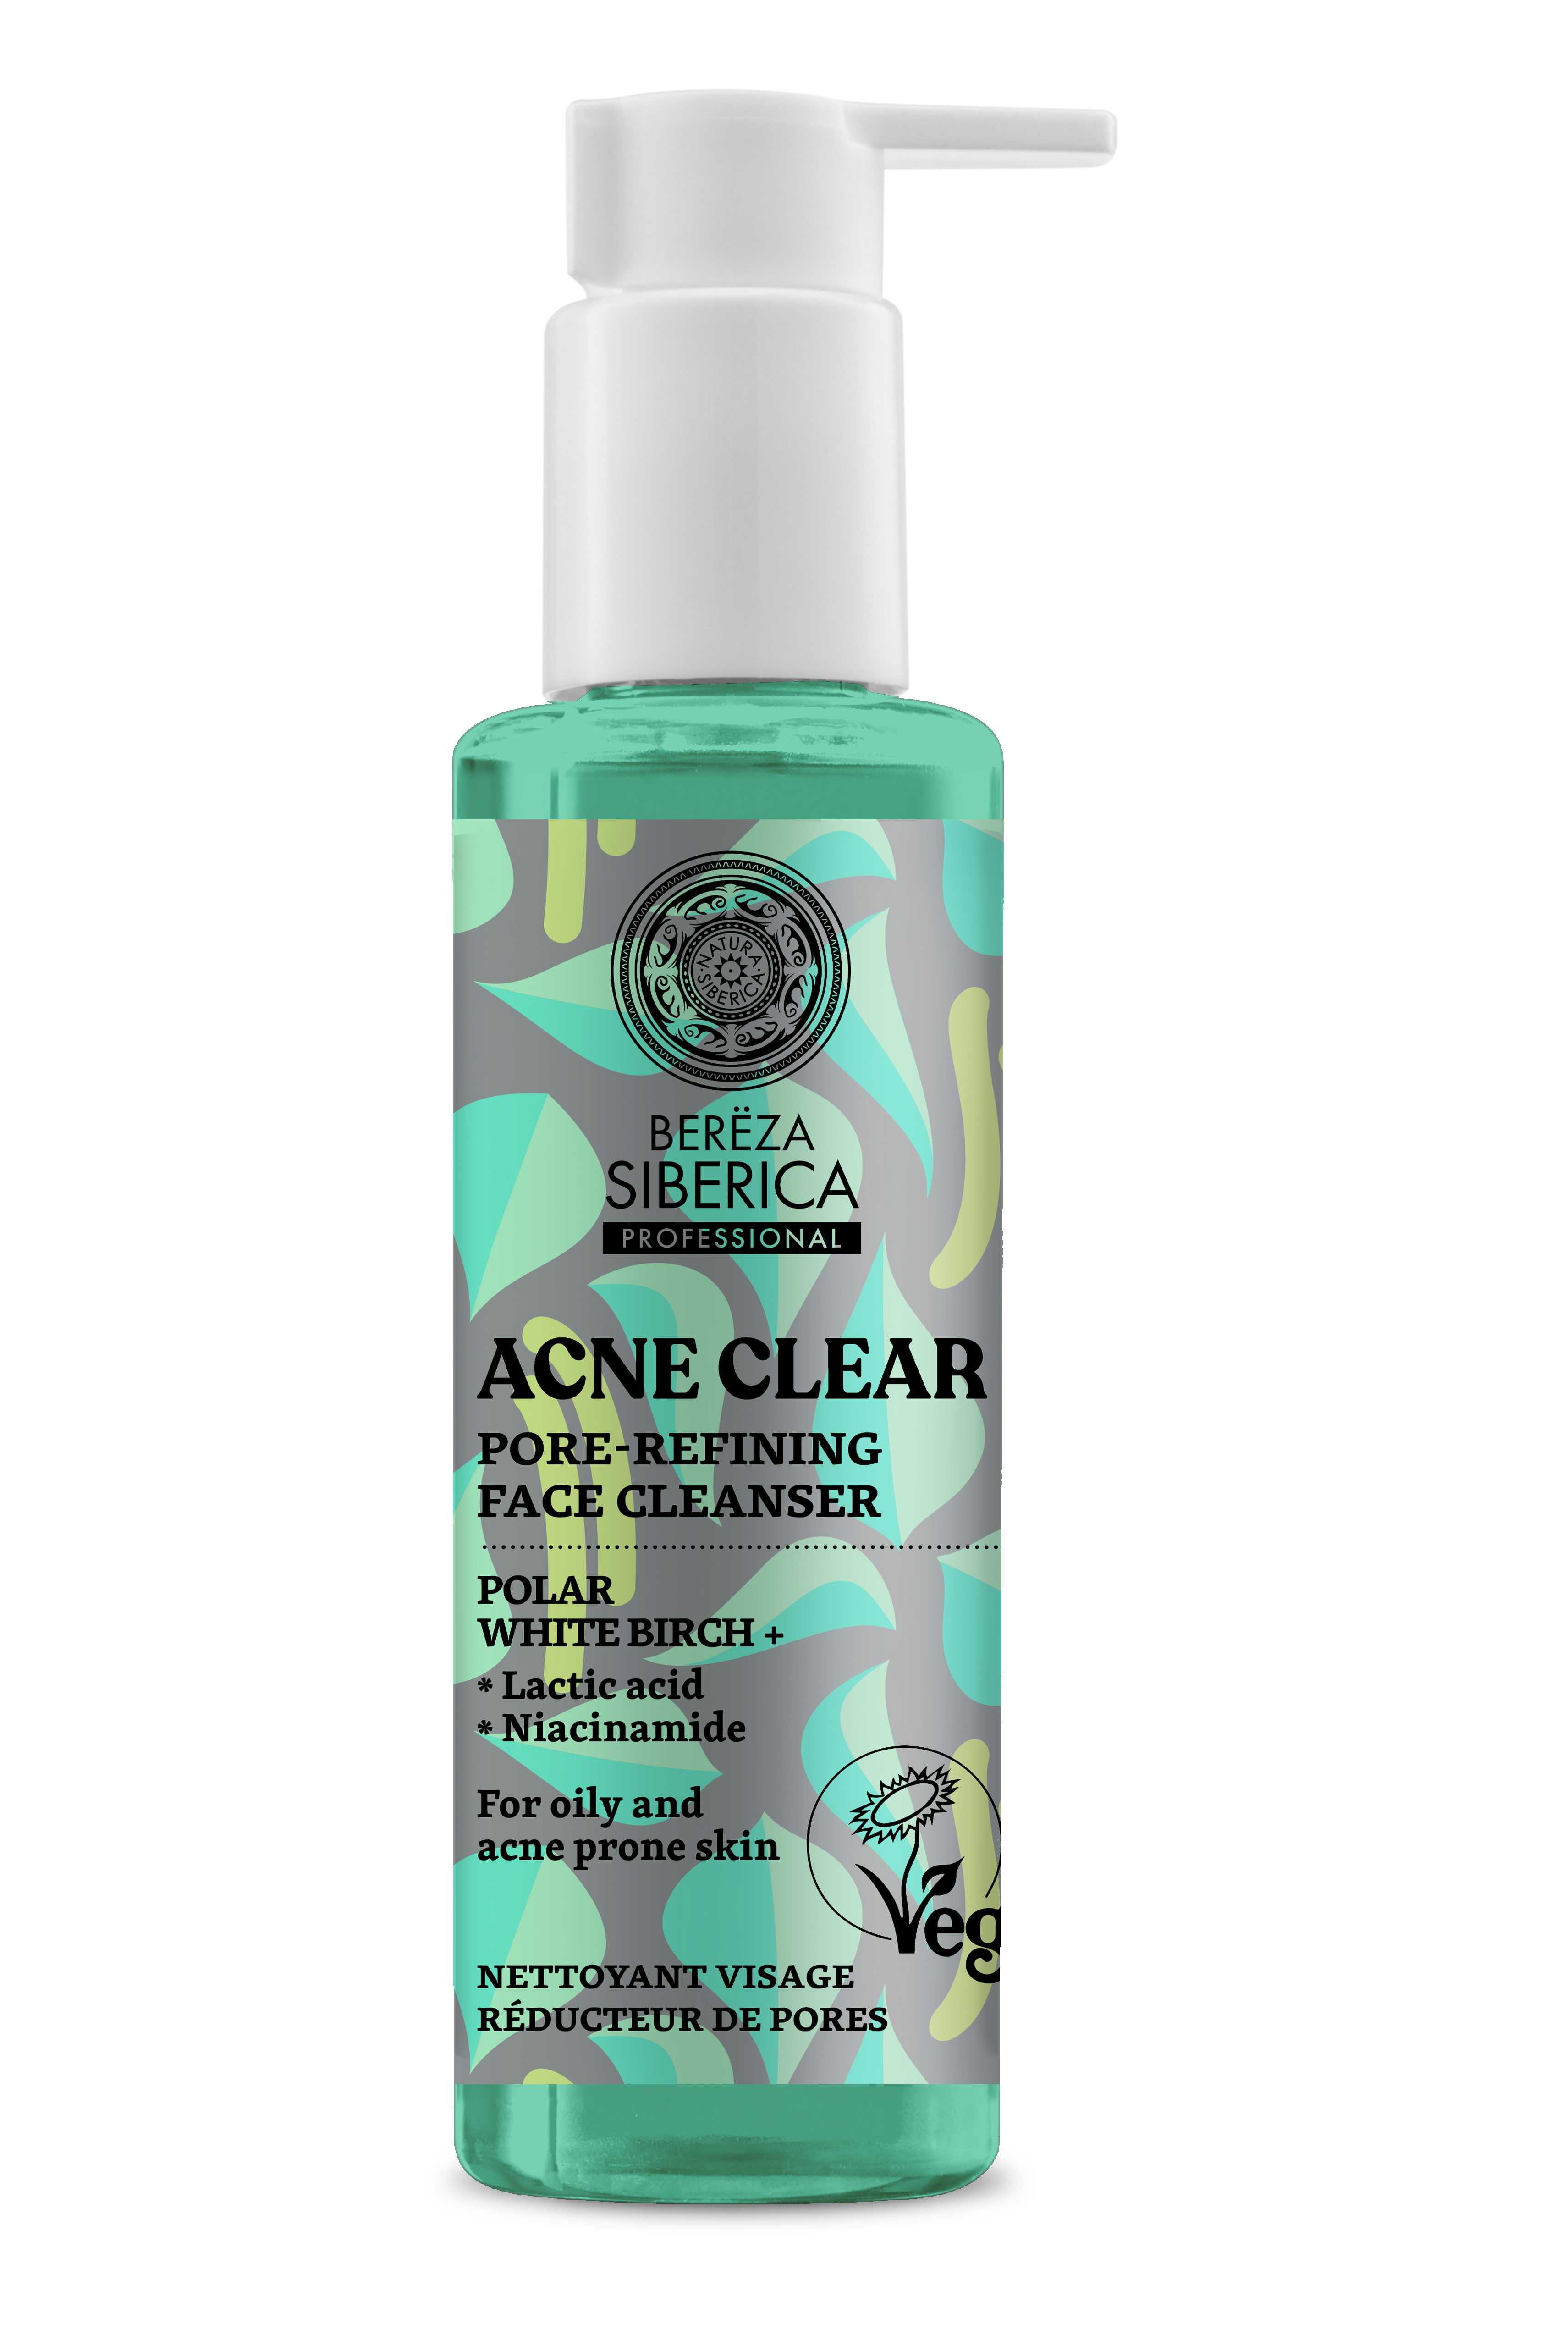 NATURA
SIBERICA
BERËZA
SIBERICA
PROFESSIONAL
ACNE CLEAR
PORE-REFINING
FACE CLEANSER
POLAR
WHITE BIRCH +
* Lactic acid
* Niacinamide
For oily and
acne prone skin
Veg
NETTOYANT VISAGE
RÉDUCTEUR DE PORES